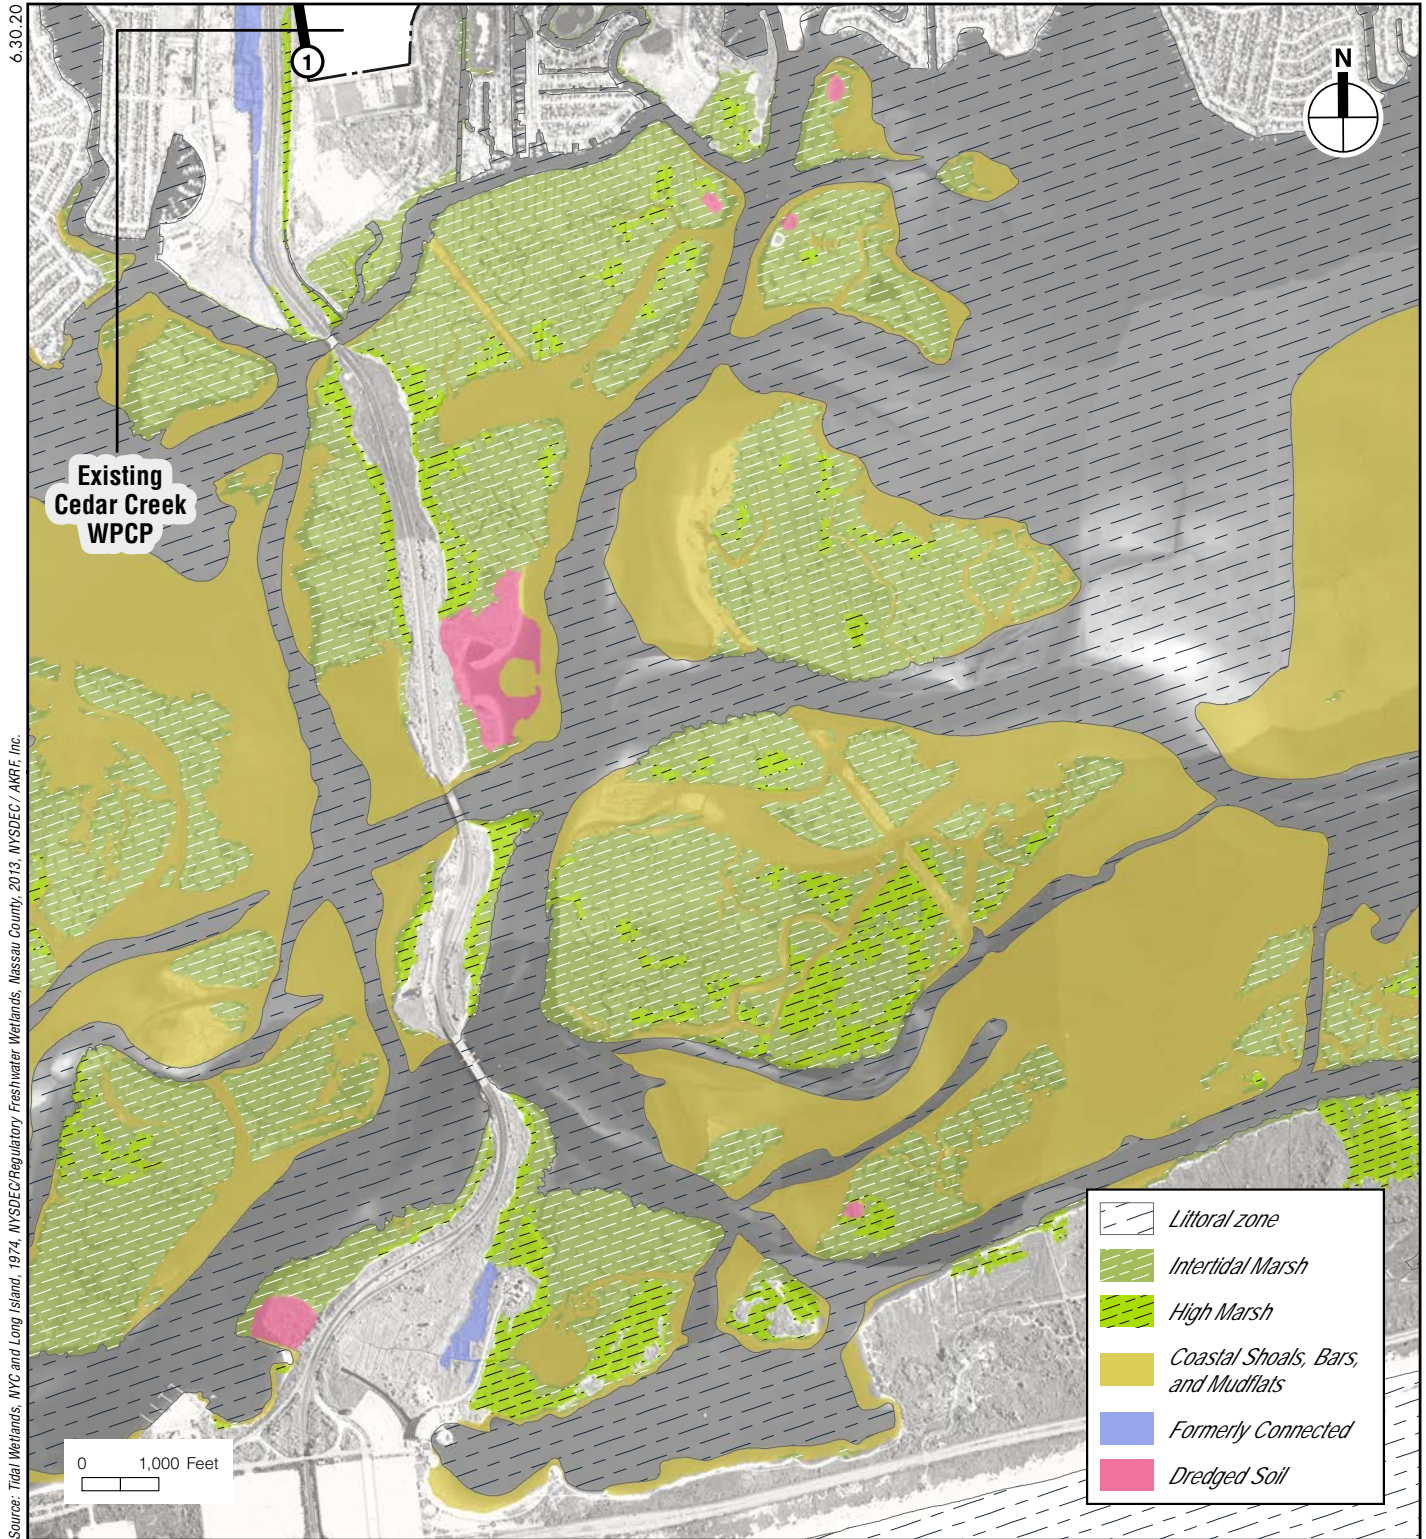 6.30.20
1
N
Existing
Cedar Creek
WPCP
Source: Tidal Wetlands, NYC and Long Island, 1974, NYSDEC/Regulatory Freshwater Wetlands, Nassau County, 2013, NYSDEC / AKRF, Inc.
Littoral zone
Intertidal Marsh
High Marsh
Coastal Shoals, Bars,
and Mudflats
Formerly Connected
Dredged Soil
0 1,000 Feet